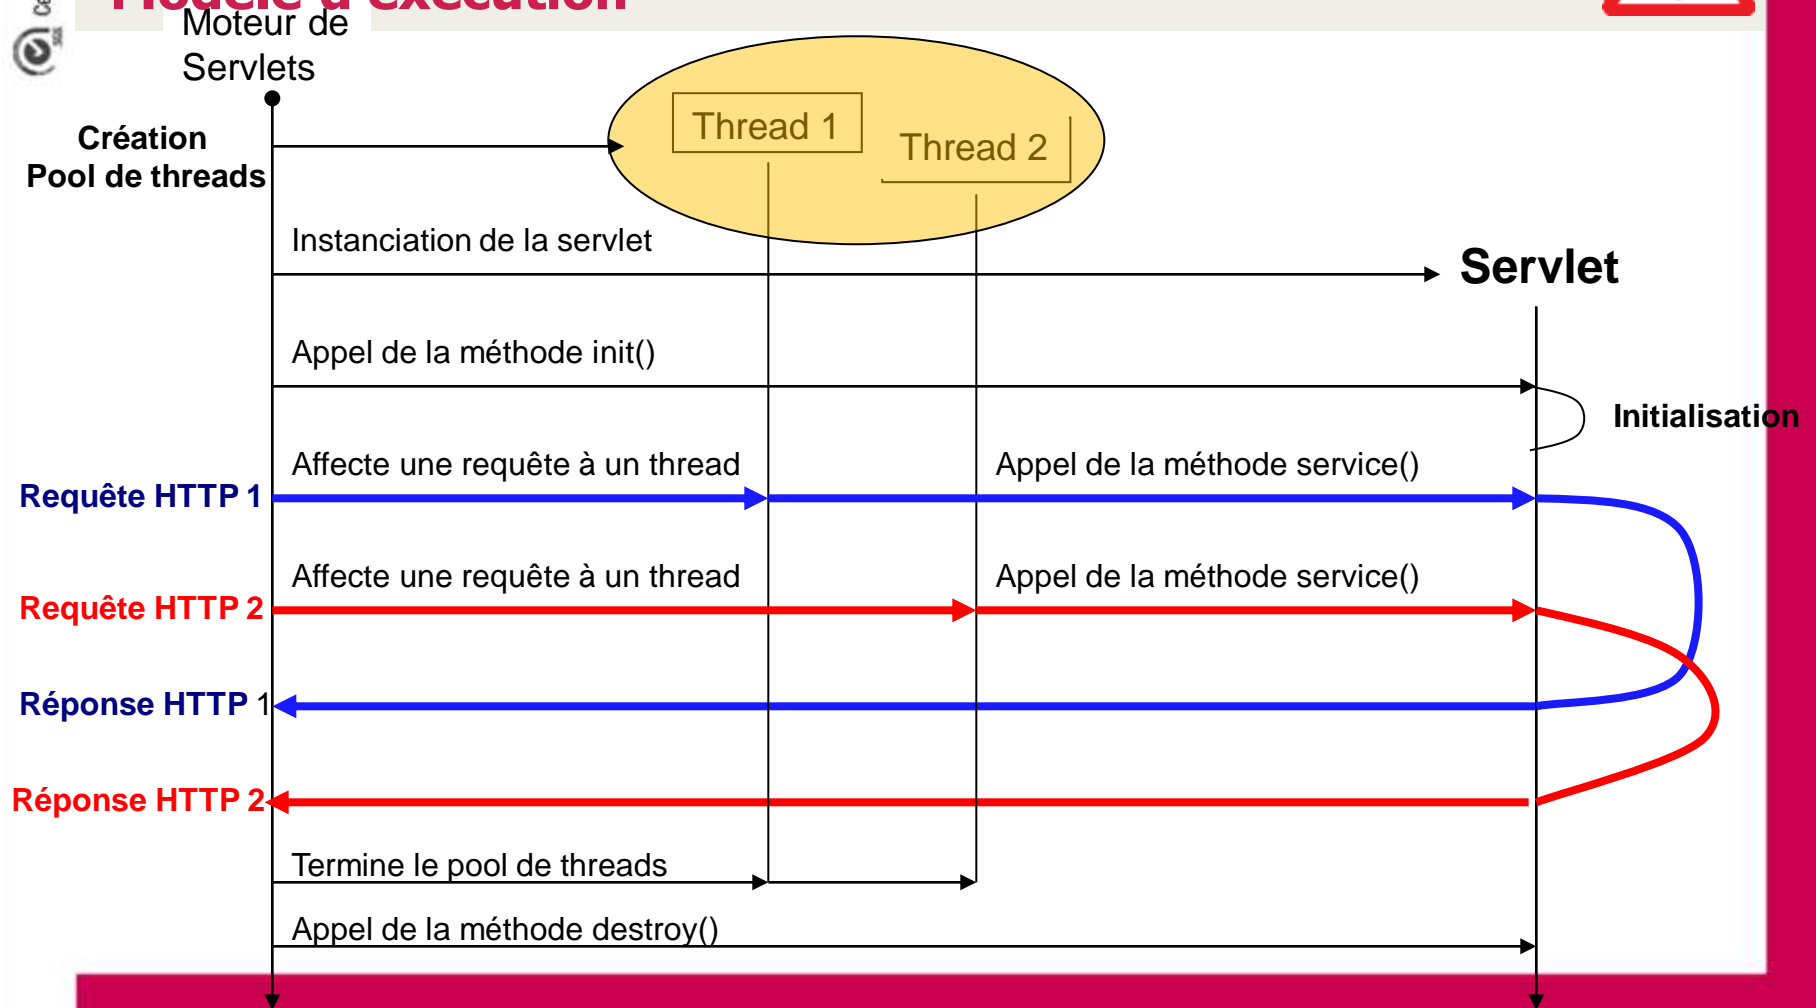 Modèle d'exécution
Moteur de
Servlets
Création
Pool de threads
Thread 1
Thread 2
Instanciation de la servlet
Servlet
Appel de la méthode init()
Initialisation
Affecte une requête à un thread
Appel de la méthode service()
Requête HTTP 1
Affecte une requête à un thread
Appel de la méthode service()
Requête HTTP 2
Réponse HTTP 1
Réponse HTTP 2
Termine le pool de threads
Appel de la méthode destroy()